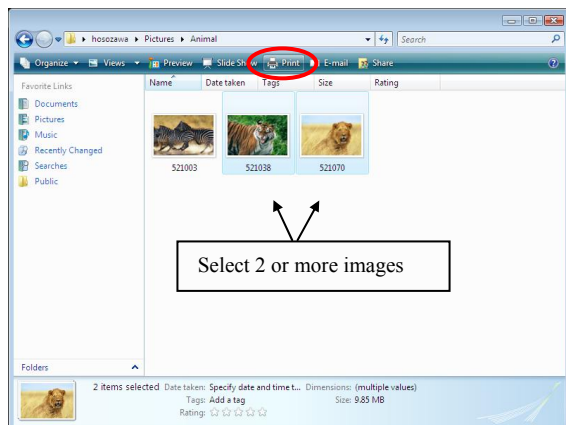 hosozawa Pictures Animal Search
Organize Views Preview Slide Show Print E-mail Share
Favorite Links
Documents
Pictures
Music
Recently Changed
Searches
Public
Folders
Name Date taken Tags Size Rating
521003 521038 521070
Select 2 or more images
2 items selected Date taken: Specify date and time t... Dimensions: (multiple values)
Tags: Add a tag Size: 9.85 MB
Rating: